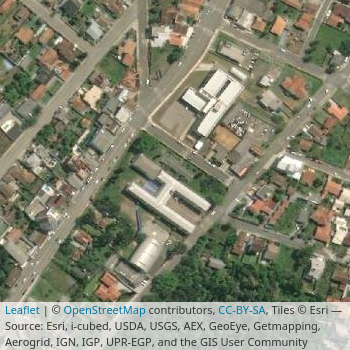 Leaflet | © OpenStreetMap contributors, CC-BY-SA, Tiles © Esri —
Source: Esri, i-cubed, USDA, USGS, AEX, GeoEye, Getmapping,
Aerogrid, IGN, IGP, UPR-EGP, and the GIS User Community